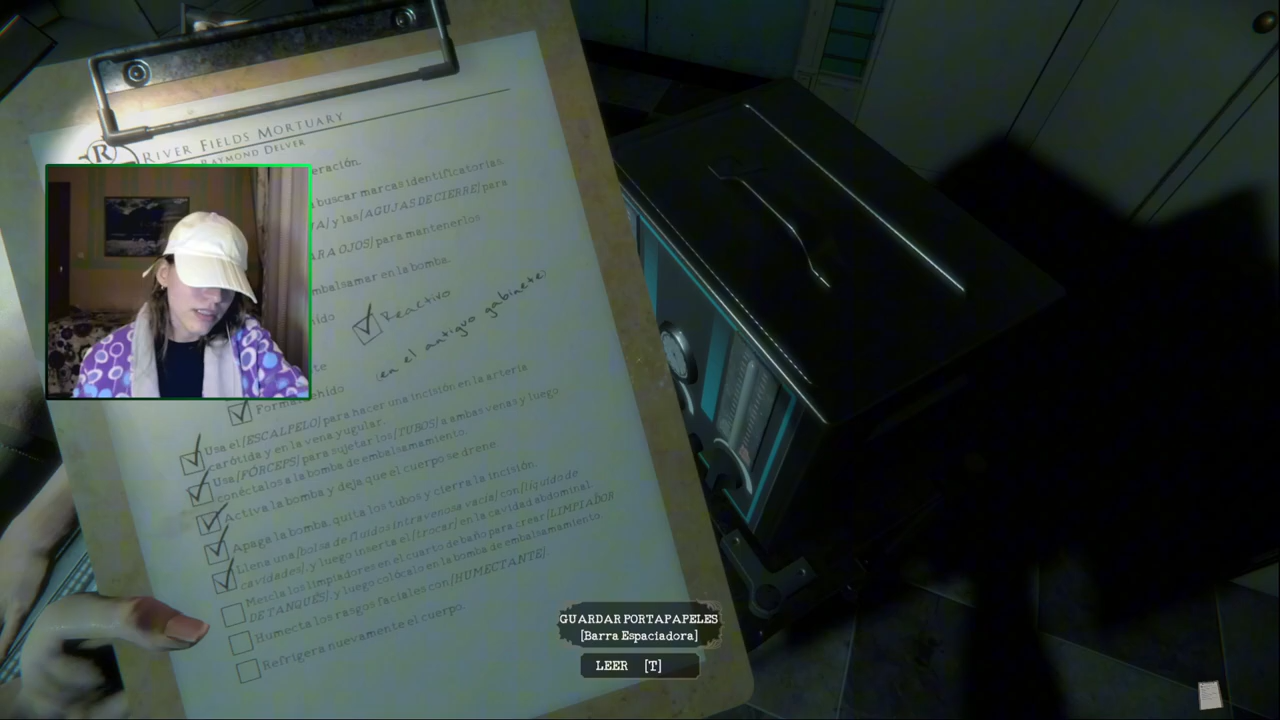 RIVER FIELDS MORTUARY
RAYMOND DELVER
eración.
buscar marcas identificatorias.
y las [AGUJAS DE CIERRE] para
ARA OJOS] para mantenerlos
mbalsamar en la bomba.
Reactivo
(en el antiguo gabinete)
Usa el [ESCALPELO] para hacer una incisión en la arteria
carótida y en la vena yugular.
Usa [FÓRCEPS] para sujetar los [TUBOS] a ambas venas y luego
conéctalos a la bomba de embalsamamiento.
Activa la bomba y deja que el cuerpo se drene
Apaga la bomba, quita los tubos y cierra la incisión.
Llena una [bolsa de fluidos intravenosa vacía] con [líquido de
cavidades], y luego inserta el [trocar] en la cavidad abdominal
Mezcla los limpiadores en el cuarto de baño para crear [LIMPIADOR
DE TANQUES], y luego colócalo en la bomba de embalsamamiento
Humecta los rasgos faciales con [HUMECTANTE].
Refrigera nuevamente el cuerpo
GUARDAR PORTAPAPELES
[Barra Espaciadora]
LEER [T]